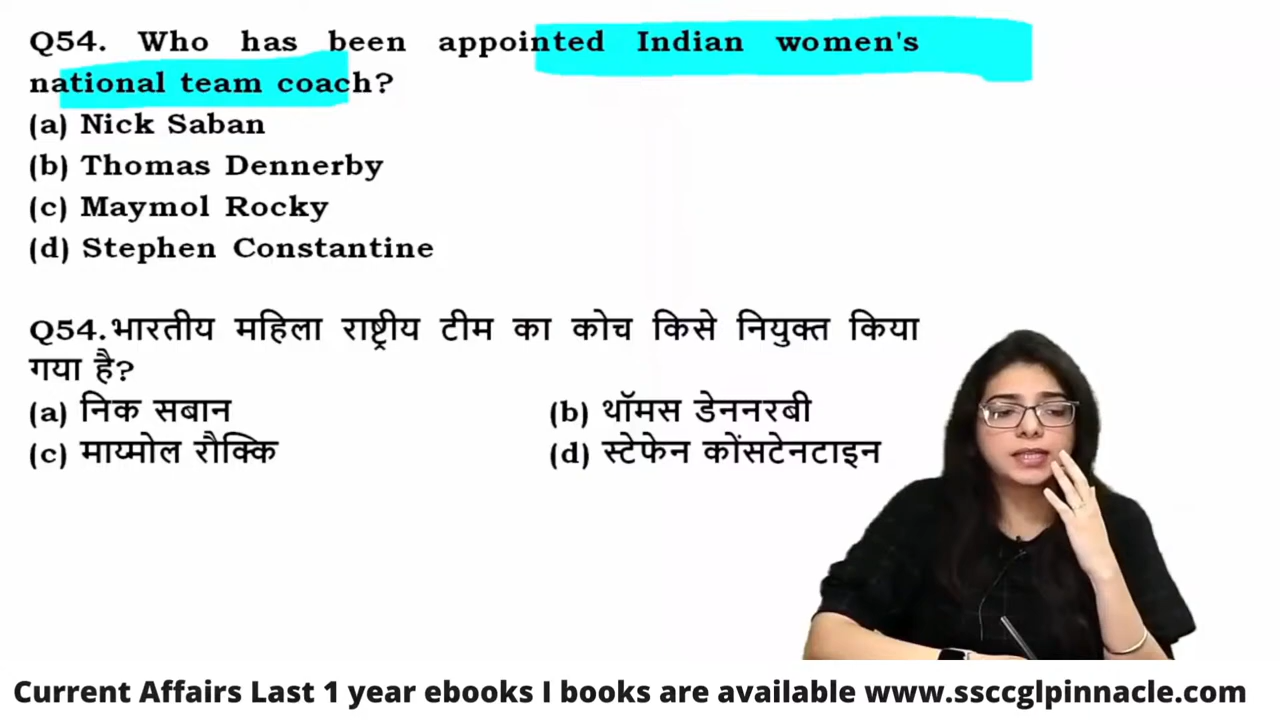 Q54. Who has been appointed Indian women's
national team coach?
(a) Nick Saban
(b) Thomas Dennerby
(c) Maymol Rocky
(d) Stephen Constantine
Q54.भारतीय महिला राष्ट्रीय टीम का कोच किसे नियुक्त किया
गया है?
(a) निक सबान (b) थॉमस डेननरबी
(c) माय्मोल रौक्कि (d) स्टेफेन कोंसटेनटाइन
Current Affairs Last 1 year ebooks I books are available www.ssccglpinnacle.com